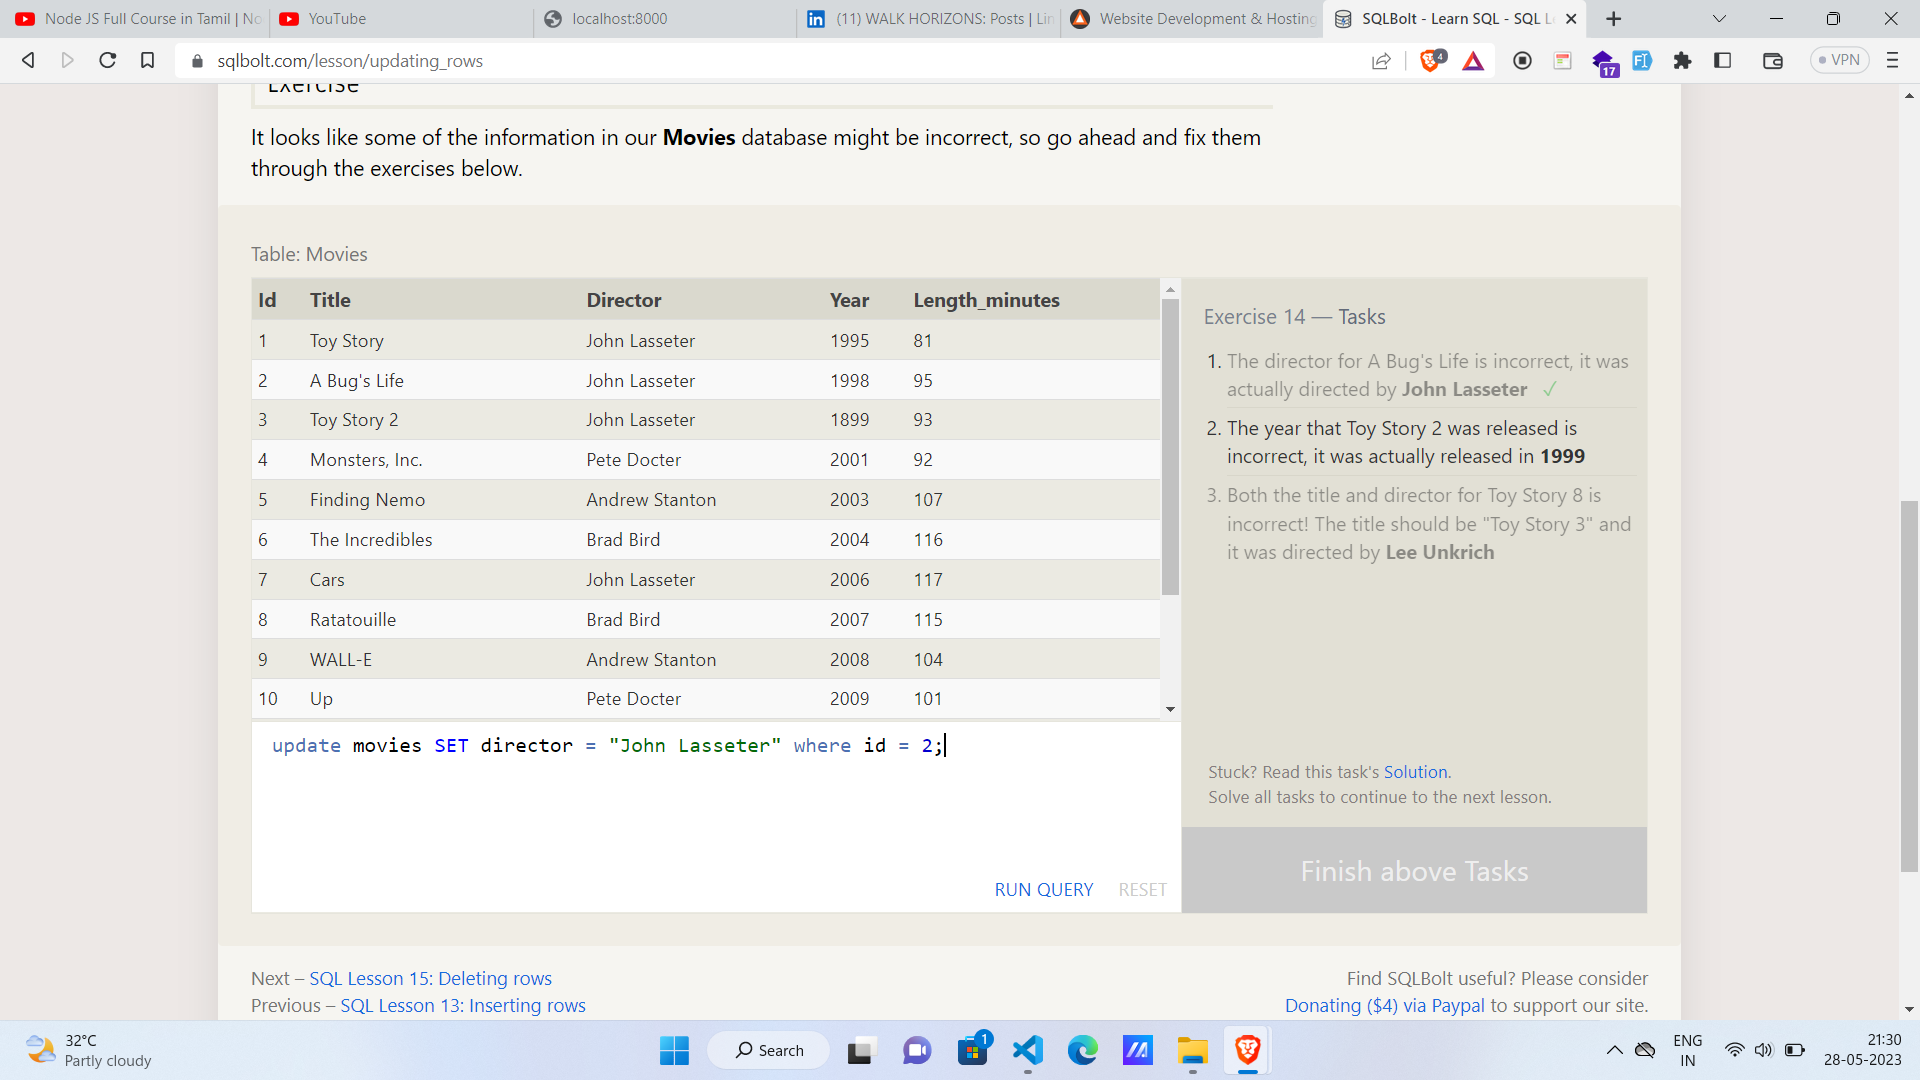 Node JS Full Course in Tamil | No
YouTube
localhost:8000
(11) WALK HORIZONS: Posts | Lin
Website Development & Hosting
SQLBolt - Learn SQL - SQL Le
sqlbolt.com/lesson/updating_rows
4
17
VPN
Exercise
It looks like some of the information in our Movies database might be incorrect, so go ahead and fix them
through the exercises below.
Table: Movies
Id Title Director Year Length_minutes
1 Toy Story John Lasseter 1995 81
2 A Bug's Life John Lasseter 1998 95
3 Toy Story 2 John Lasseter 1899 93
4 Monsters, Inc. Pete Docter 2001 92
5 Finding Nemo Andrew Stanton 2003 107
6 The Incredibles Brad Bird 2004 116
7 Cars John Lasseter 2006 117
8 Ratatouille Brad Bird 2007 115
9 WALL-E Andrew Stanton 2008 104
10 Up Pete Docter 2009 101
update movies SET director = "John Lasseter" where id = 2;
RUN QUERY RESET
Exercise 14 — Tasks
1. The director for A Bug's Life is incorrect, it was
actually directed by John Lasseter ✓
2. The year that Toy Story 2 was released is
incorrect, it was actually released in 1999
3. Both the title and director for Toy Story 8 is
incorrect! The title should be "Toy Story 3" and
it was directed by Lee Unkrich
Stuck? Read this task's Solution.
Solve all tasks to continue to the next lesson.
Finish above Tasks
Next – SQL Lesson 15: Deleting rows
Previous – SQL Lesson 13: Inserting rows
Find SQLBolt useful? Please consider
Donating ($4) via Paypal to support our site.
32°C
Partly cloudy
Search
1
ENG
IN
21:30
28-05-2023